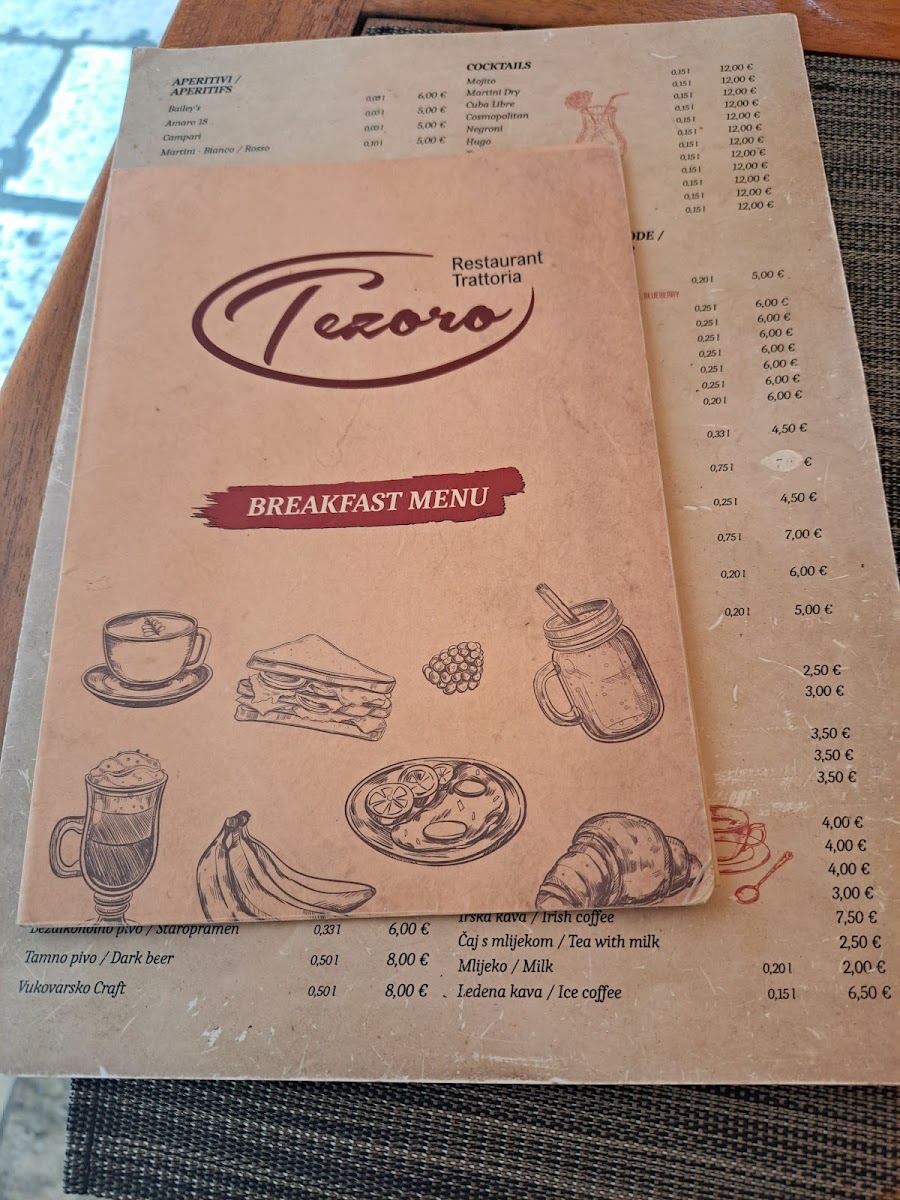 APERITIVI /
APERITIFS
Bailey's 0,03 l 6,00 €
Amaro 18 0,03 l 5,00 €
Campari 0,03 l 5,00 €
Martini - Bianco / Rosso 0,10 l 5,00 €
COCKTAILS
Mojito 0,15 l 12,00 €
Martini Dry 0,15 l 12,00 €
Cuba Libre 0,15 l 12,00 €
Cosmopolitan 0,15 l 12,00 €
Negroni 0,15 l 12,00 €
Hugo 0,15 l 12,00 €
0,15 l 12,00 €
0,15 l 12,00 €
0,15 l 12,00 €
0,15 l 12,00 €
0,15 l 12,00 €
ODE /
0,20 l 5,00 €
BLUEBERRY
0,25 l 6,00 €
0,25 l 6,00 €
0,25 l 6,00 €
0,25 l 6,00 €
0,25 l 6,00 €
0,25 l 6,00 €
0,20 l 6,00 €
0,33 l 4,50 €
0,75 l €
0,25 l 4,50 €
0,75 l 7,00 €
0,20 l 6,00 €
0,20 l 5,00 €
2,50 €
3,00 €
3,50 €
3,50 €
3,50 €
4,00 €
4,00 €
4,00 €
3,00 €
Restaurant
Trattoria
Tezoro
BREAKFAST MENU
Bezalkoholno pivo / Staropramen 0,33 l 6,00 €
Tamno pivo / Dark beer 0,50 l 8,00 €
Vukovarsko Craft 0,50 l 8,00 €
Irska kava / Irish coffee 7,50 €
Čaj s mlijekom / Tea with milk 2,50 €
Mlijeko / Milk 0,20 l 2,00 €
Ledena kava / Ice coffee 0,15 l 6,50 €